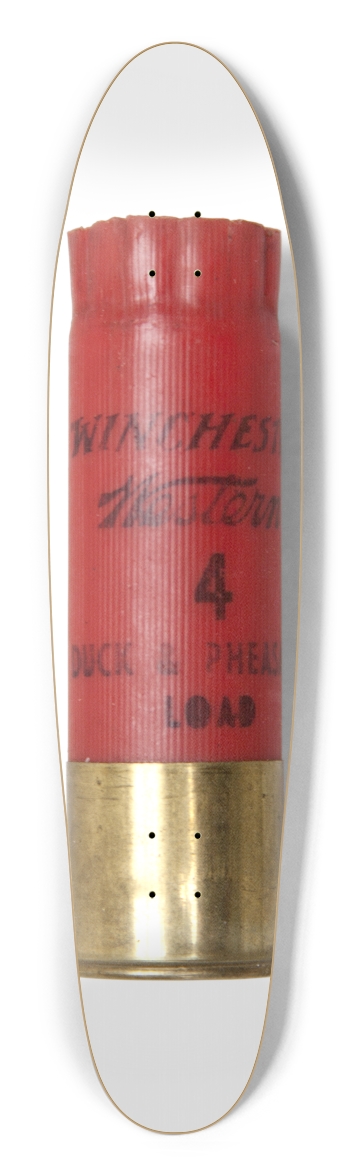 WINCHEST
Western
4
DUCK & PHEAS
LOAD